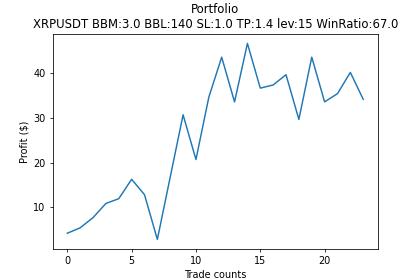 Portfolio
XRPUSDT BBM:3.0 BBL:140 SL:1.0 TP:1.4 lev:15 WinRatio:67.0
40
30
20
10
Profit ($)
0 5 10 15 20
Trade counts